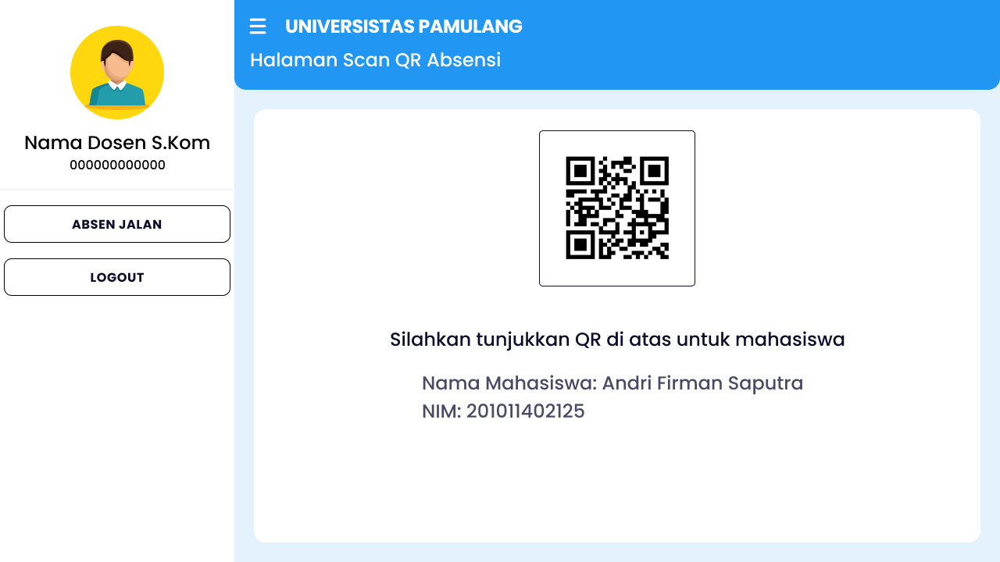 Nama Dosen S.Kom
000000000000
ABSEN JALAN
LOGOUT
UNIVERSISTAS PAMULANG
Halaman Scan QR Absensi
Silahkan tunjukkan QR di atas untuk mahasiswa
Nama Mahasiswa: Andri Firman Saputra
NIM: 201011402125